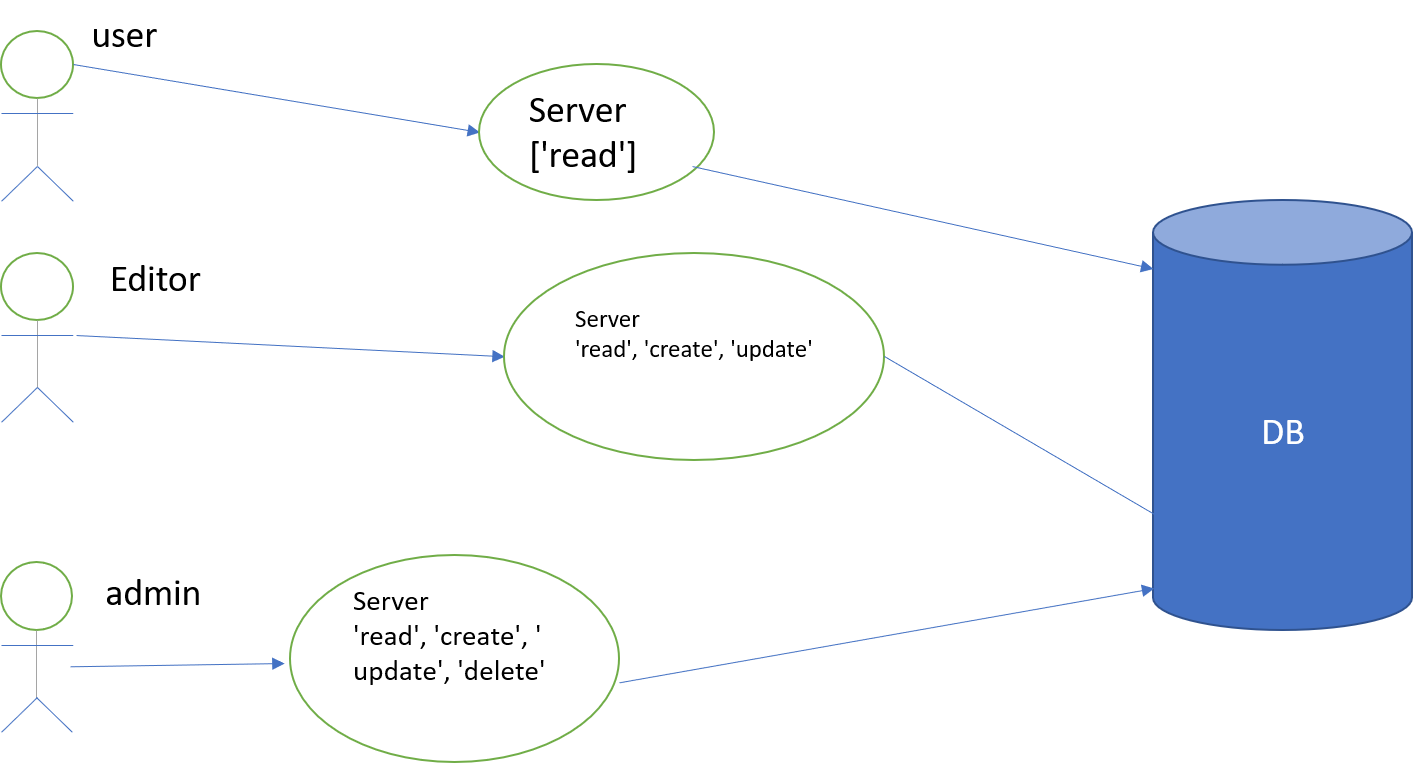 user
Server
['read']
Editor
Server
'read', 'create', 'update'
DB
admin
Server
'read', 'create', '
update', 'delete'